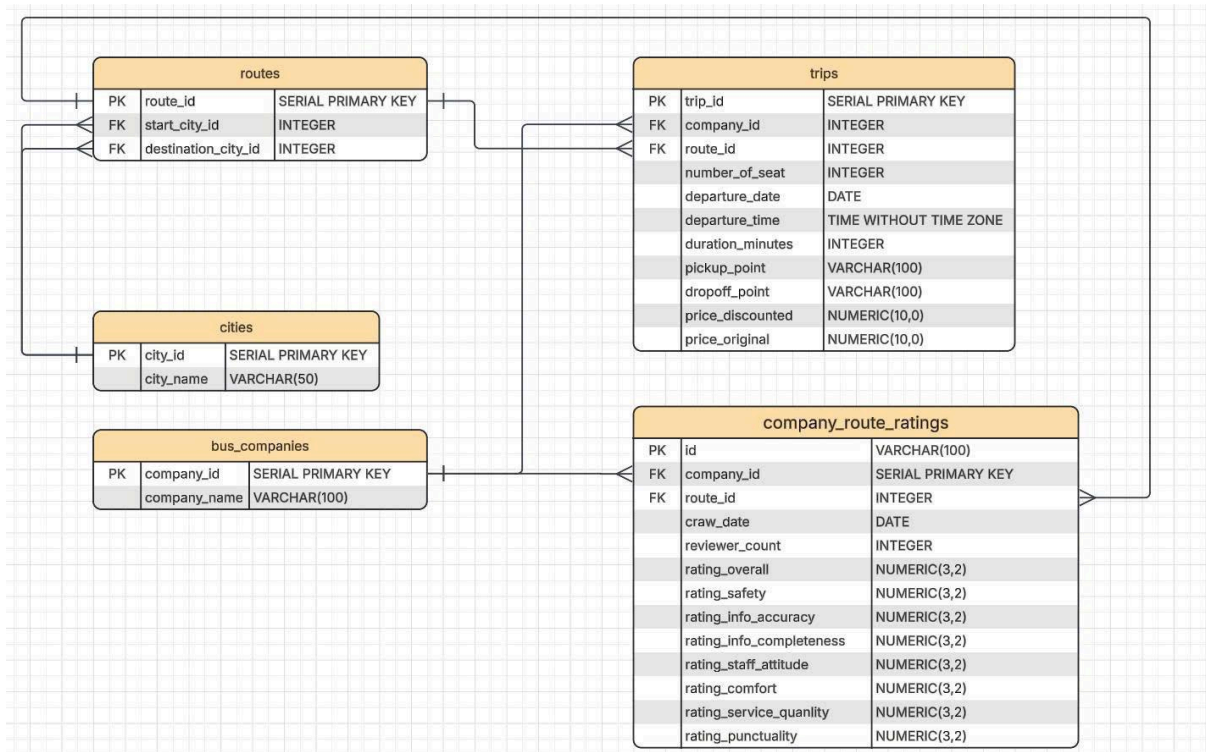 routes
PK route_id SERIAL PRIMARY KEY
FK start_city_id INTEGER
FK destination_city_id INTEGER
trips
PK trip_id SERIAL PRIMARY KEY
FK company_id INTEGER
FK route_id INTEGER
number_of_seat INTEGER
departure_date DATE
departure_time TIME WITHOUT TIME ZONE
duration_minutes INTEGER
pickup_point VARCHAR(100)
dropoff_point VARCHAR(100)
price_discounted NUMERIC(10,0)
price_original NUMERIC(10,0)
cities
PK city_id SERIAL PRIMARY KEY
city_name VARCHAR(50)
bus_companies
PK company_id SERIAL PRIMARY KEY
company_name VARCHAR(100)
company_route_ratings
PK id VARCHAR(100)
FK company_id SERIAL PRIMARY KEY
FK route_id INTEGER
craw_date DATE
reviewer_count INTEGER
rating_overall NUMERIC(3,2)
rating_safety NUMERIC(3,2)
rating_info_accuracy NUMERIC(3,2)
rating_info_completeness NUMERIC(3,2)
rating_staff_attitude NUMERIC(3,2)
rating_comfort NUMERIC(3,2)
rating_service_quanlity NUMERIC(3,2)
rating_punctuality NUMERIC(3,2)